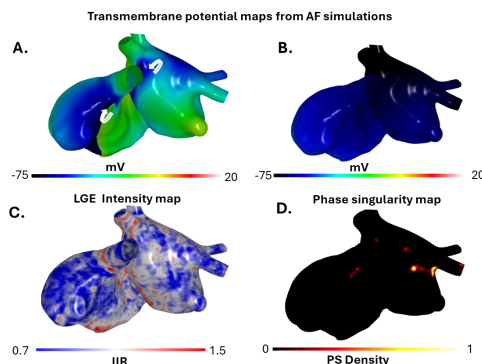 Transmembrane potential maps from AF simulations
A. B.
mV mV
-75 20 -75 20
LGE Intensity map Phase singularity map
C. D.
0.7 1.5 0 1
IIR PS Density